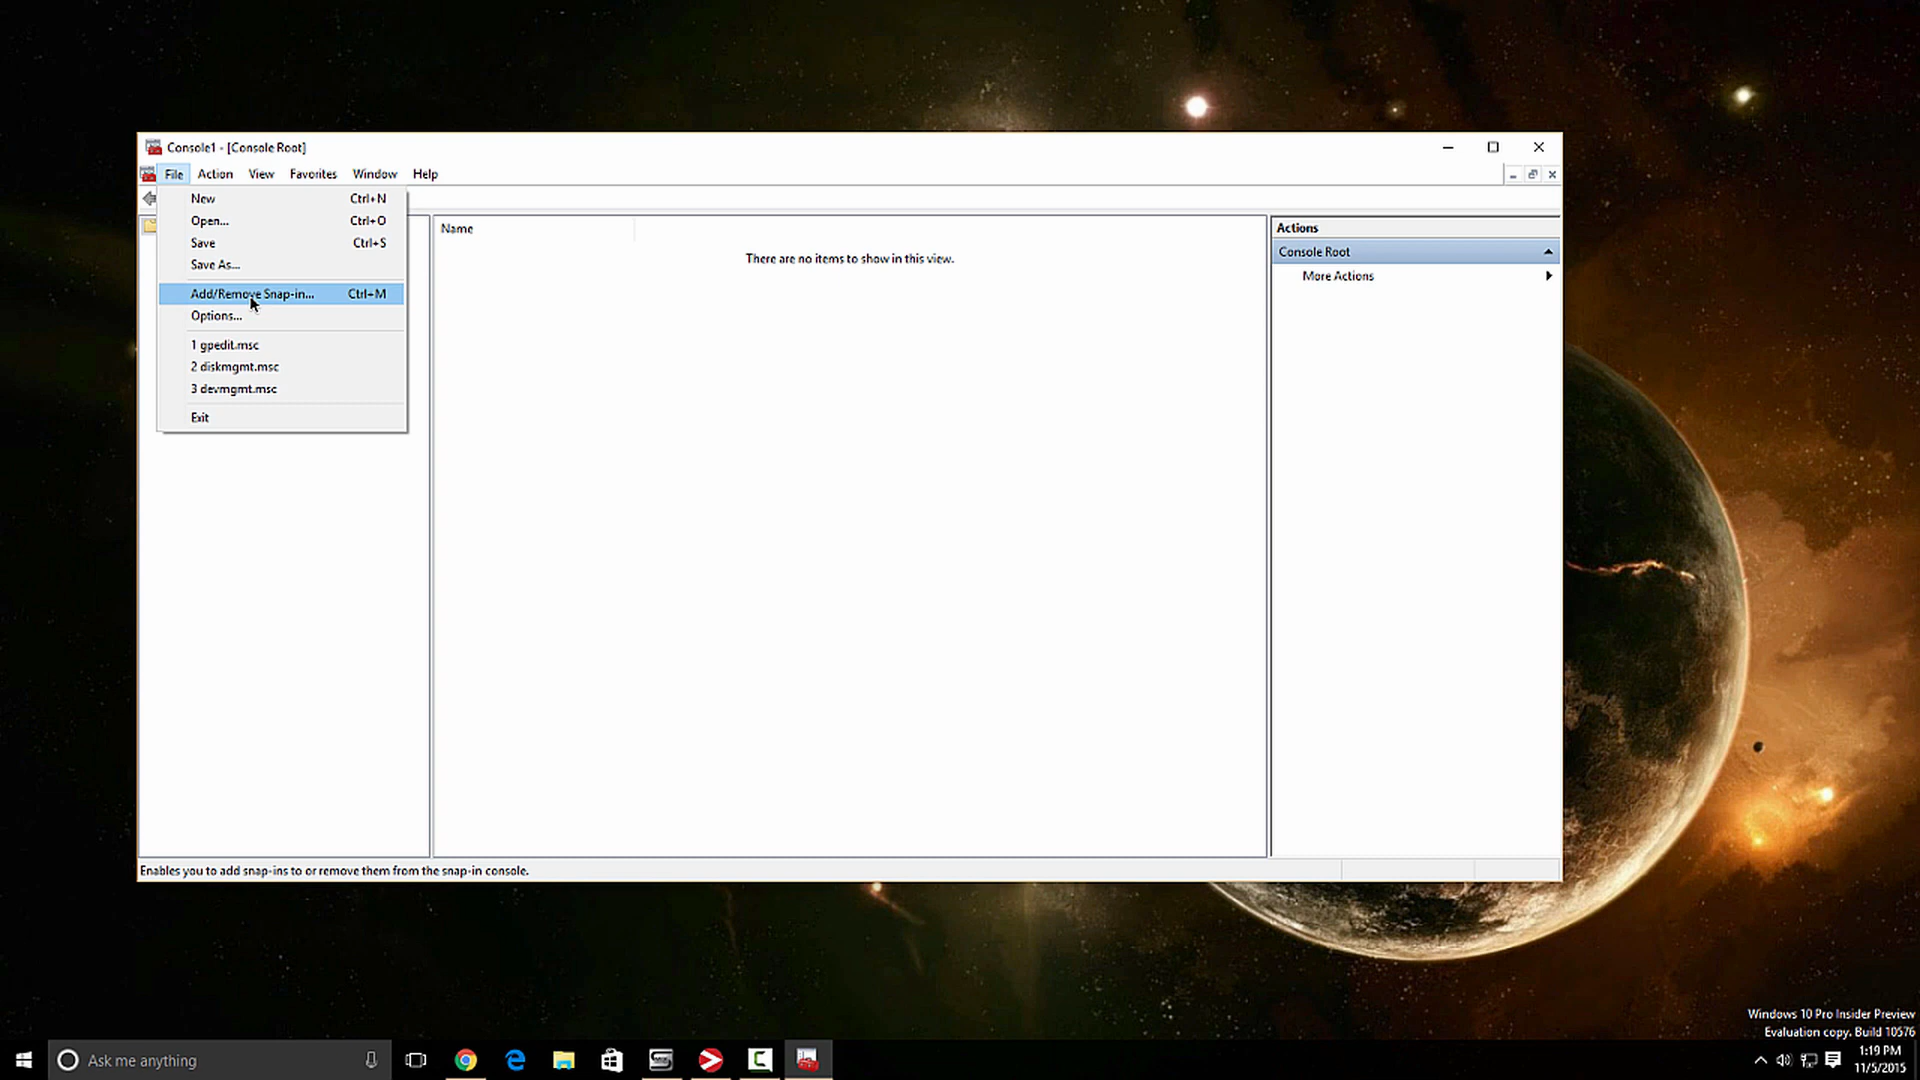 Console1 - [Console Root]
File Action View Favorites Window Help
New Ctrl+N
Open... Ctrl+O
Save Ctrl+S
Save As...
Add/Remove Snap-in... Ctrl+M
Options...
1 gpedit.msc
2 diskmgmt.msc
3 devmgmt.msc
Exit
Name
There are no items to show in this view.
Actions
Console Root
More Actions
Enables you to add snap-ins to or remove them from the snap-in console.
Windows 10 Pro Insider Preview
Evaluation copy. Build 10576
Ask me anything
1:19 PM
11/5/2015